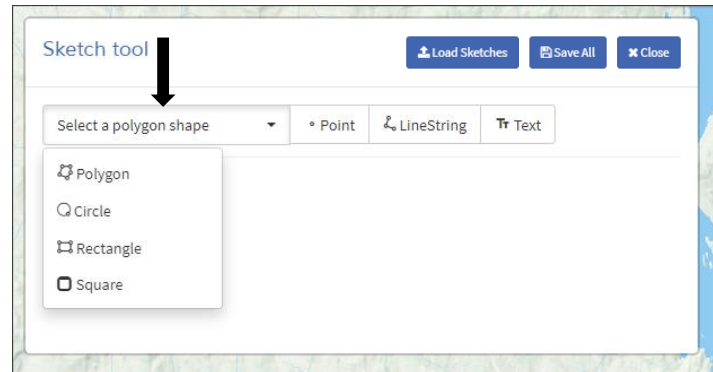 Sketch tool
Load Sketches
Save All
Close
Select a polygon shape
Point
LineString
Text
Polygon
Circle
Rectangle
Square